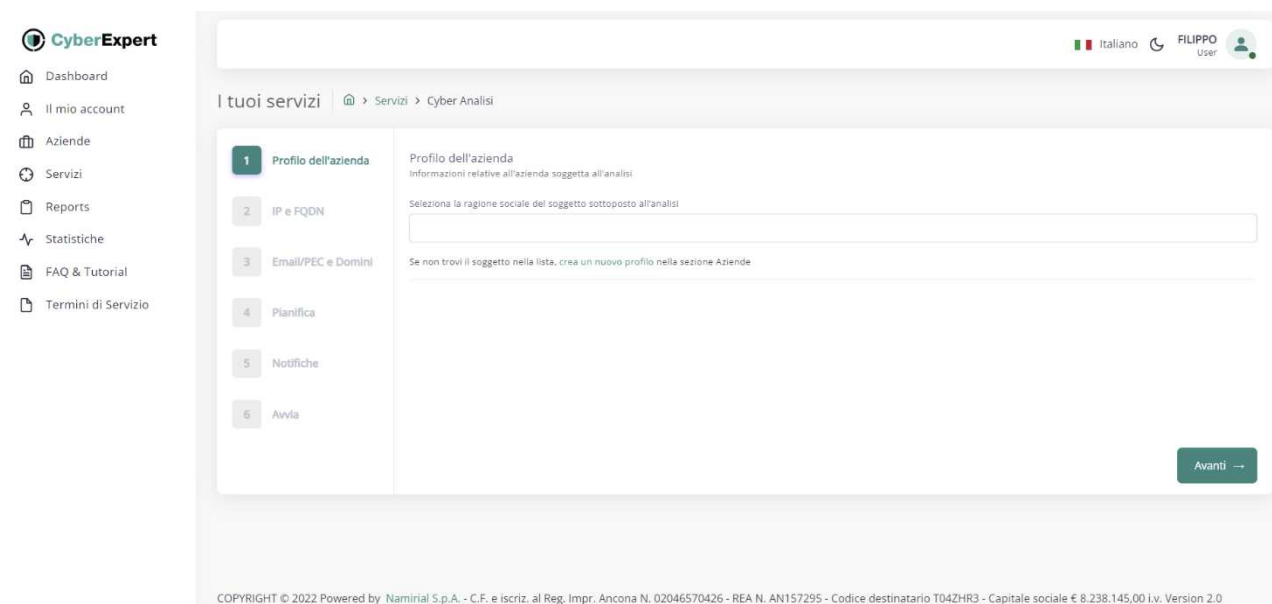 CyberExpert
Dashboard
Il mio account
Aziende
Servizi
Reports
Statistiche
FAQ & Tutorial
Termini di Servizio
Italiano
FILIPPO
User
I tuoi servizi
Servizi > Cyber Analisi
1 Profilo dell'azienda
2 IP e FQDN
3 Email/PEC e Domini
4 Pianifica
5 Notifiche
6 Avvia
Profilo dell'azienda
Informazioni relative all'azienda soggetta all'analisi
Seleziona la ragione sociale del soggetto sottoposto all'analisi
Se non trovi il soggetto nella lista, crea un nuovo profilo nella sezione Aziende
Avanti →
COPYRIGHT © 2022 Powered by Namirial S.p.A. - C.F. e iscriz. al Reg. Impr. Ancona N. 02046570426 - REA N. AN157295 - Codice destinatario T04ZHR3 - Capitale sociale € 8.238.145,00 i.v. Version 2.0